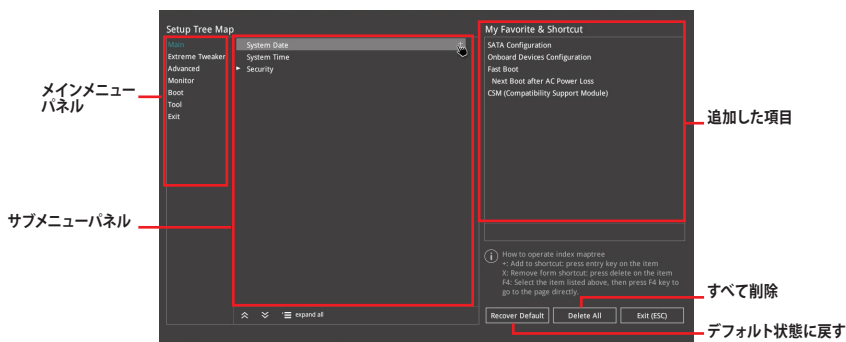 Setup Tree Map
Main
Extreme Tweaker
Advanced
Monitor
Boot
Tool
Exit
System Date
System Time
Security
expand all
My Favorite & Shortcut
SATA Configuration
Onboard Devices Configuration
Fast Boot
Next Boot after AC Power Loss
CSM (Compatibility Support Module)
How to operate index maptree
+: Add to shortcut: press entry key on the item
X: Remove form shortcut: press delete on the item
F4: Select the item listed above, then press F4 key to
go to the page directly.
Recover Default
Delete All
Exit (ESC)
メインメニュー
パネル
サブメニューパネル
追加した項目
すべて削除
デフォルト状態に戻す